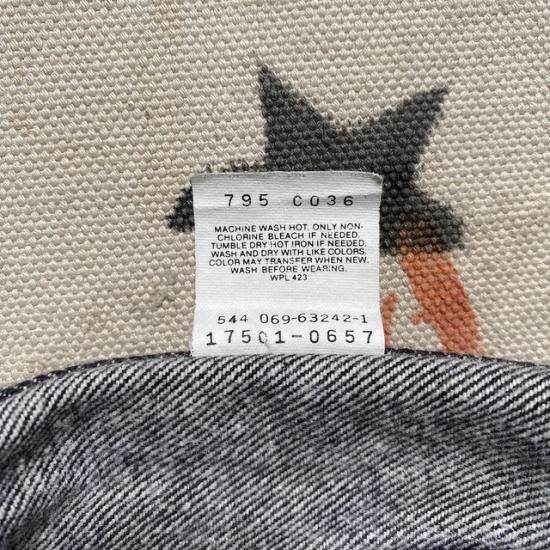 795 C036
MACHINE WASH HOT. ONLY NON-
CHLORINE BLEACH IF NEEDED.
TUMBLE DRY HOT IRON IF NEEDED.
WASH AND DRY WITH LIKE COLORS.
COLOR MAY TRANSFER WHEN NEW.
WASH BEFORE WEARING.
WPL 423
544 069-63242-1
17501-0657